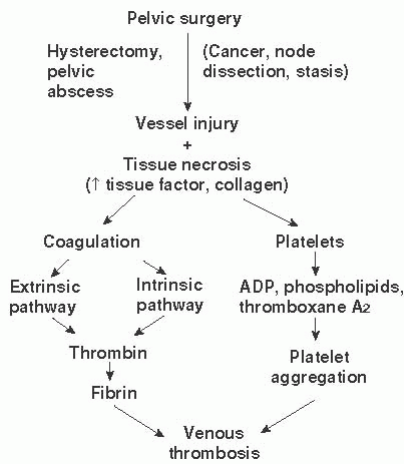 Pelvic surgery
Hysterectomy,
pelvic
abscess
(Cancer, node
dissection, stasis)
Vessel injury
+
Tissue necrosis
(↑ tissue factor, collagen)
Coagulation
Platelets
Extrinsic
pathway
Intrinsic
pathway
ADP, phospholipids,
thromboxane A2
Thrombin
Platelet
aggregation
Fibrin
Venous
thrombosis